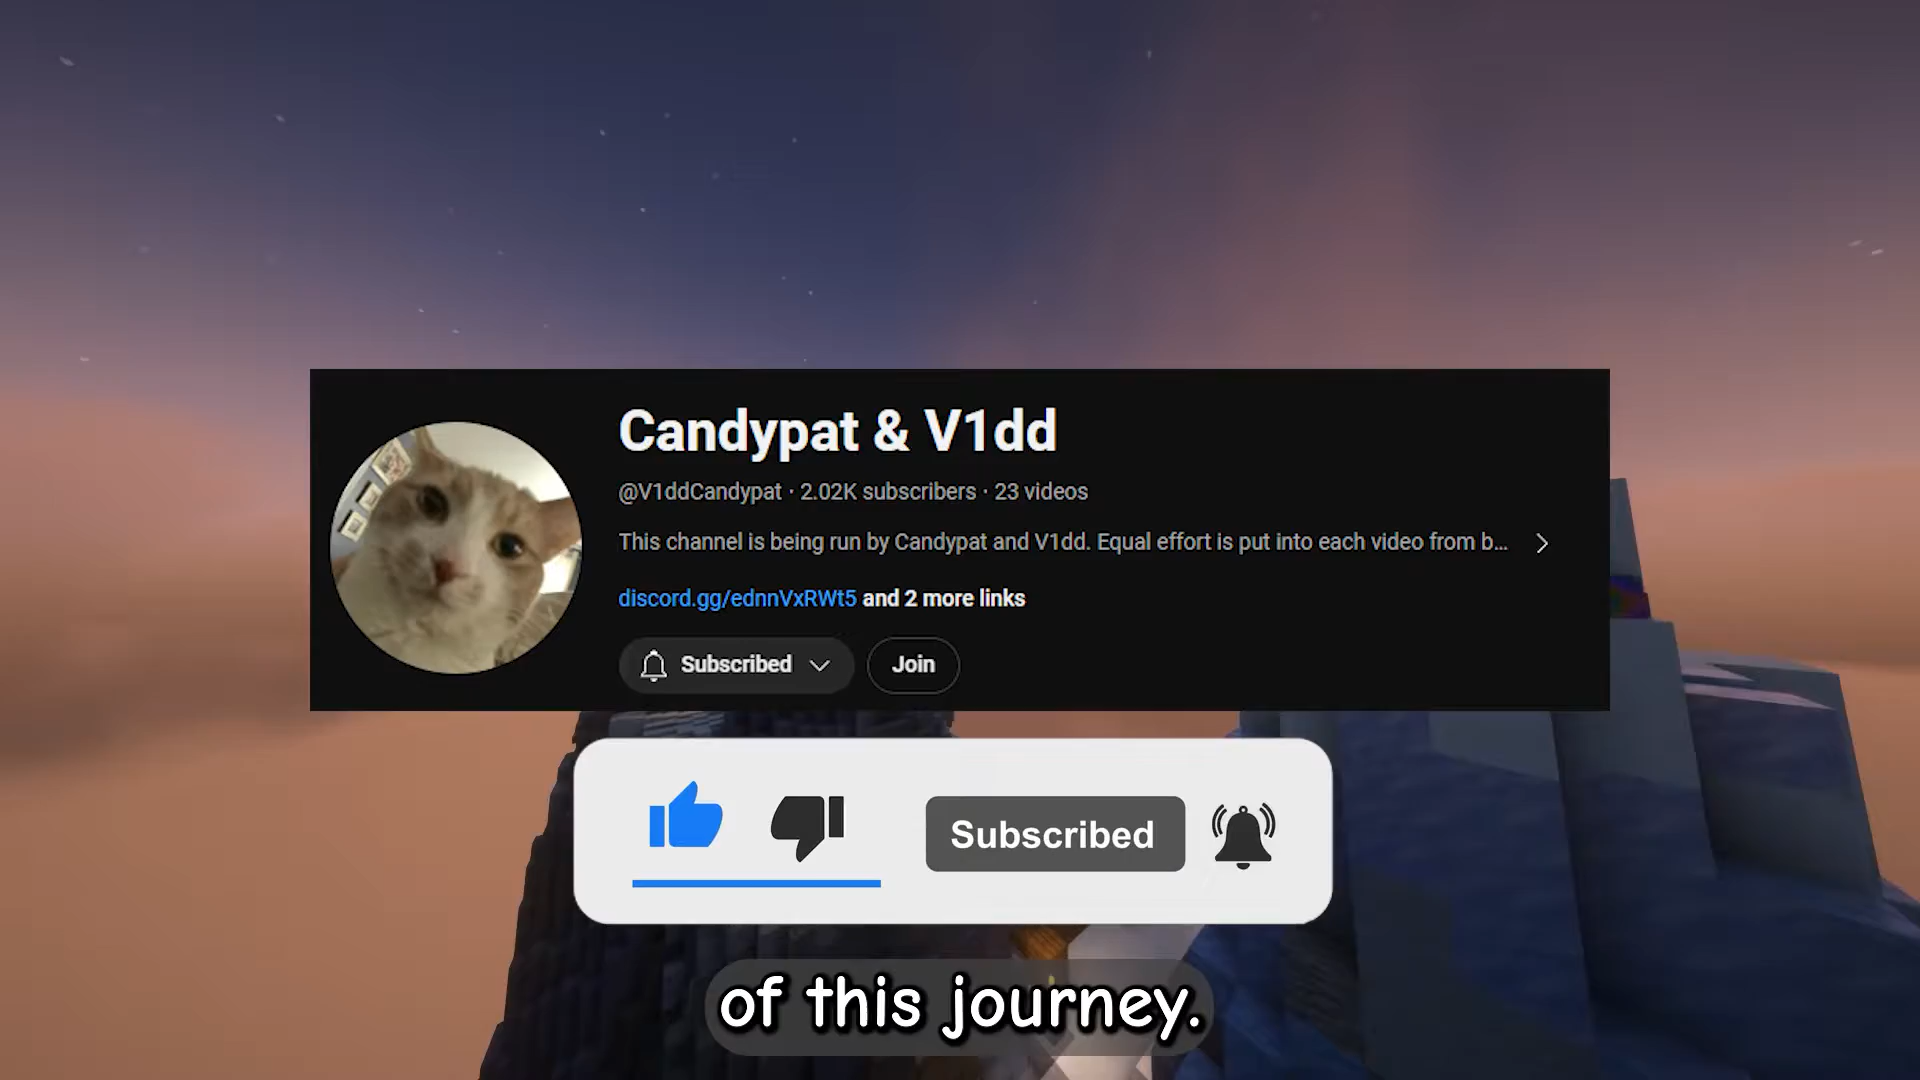 Candypat & V1dd
@V1ddCandypat · 2.02K subscribers · 23 videos
This channel is being run by Candypat and V1dd. Equal effort is put into each video from b...
discord.gg/ednnVxRWt5 and 2 more links
Subscribed Join
Subscribed
of this journey.